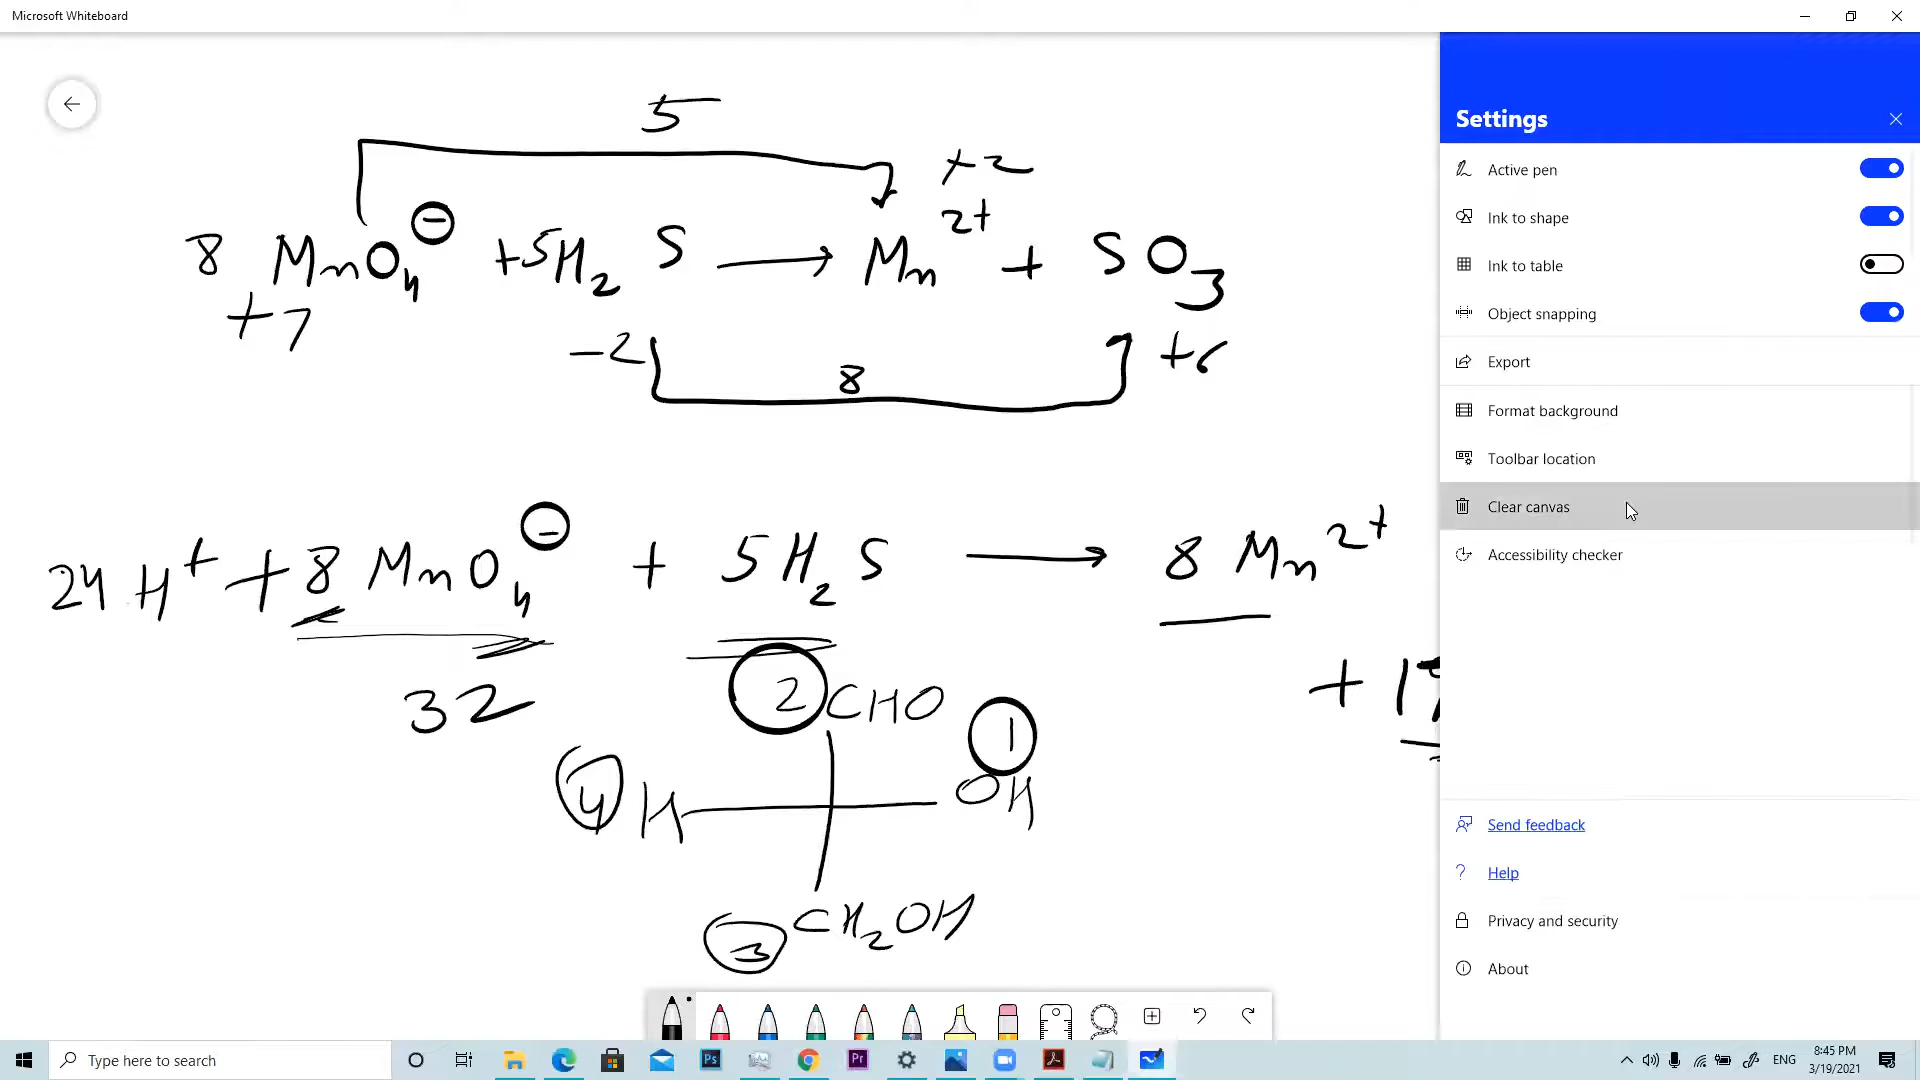 Microsoft Whiteboard
Settings
Active pen
Ink to shape
Ink to table
Object snapping
Export
Format background
Toolbar location
Clear canvas
Accessibility checker
Send feedback
Help
Privacy and security
About
5
+2
8 MnO4 − +5H2 S → Mn 2+ + SO3
+7
−2 +6
8
24 H+ + 8 MnO4 − + 5H2 S → 8 Mn 2+
+ 1
32
2 CHO
1
4 H OH
3 CH2OH
Type here to search
Ps
Pr
ENG
8:45 PM
3/19/2021